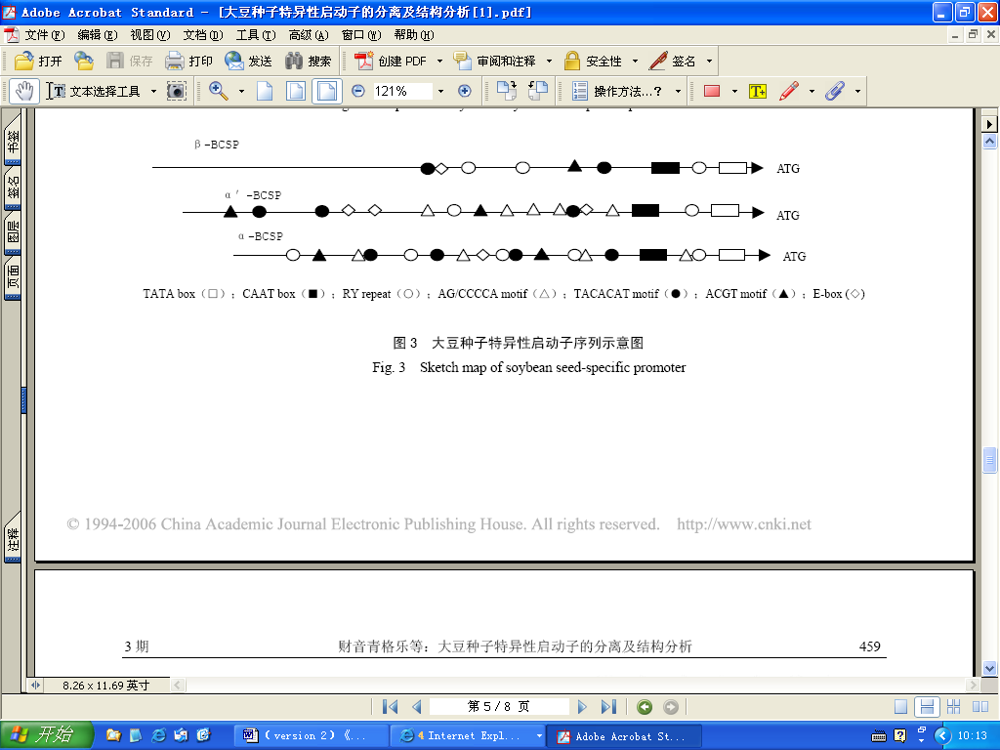 Adobe Acrobat Standard - [大豆种子特异性启动子的分离及结构分析[1].pdf]
文件(F) 编辑(E) 视图(V) 文档(D) 工具(T) 高级(A) 窗口(W) 帮助(H)
打开 保存 打印 发送 搜索 创建 PDF 审阅和注释 安全性 签名
文本选择工具 121% 操作方法...? T+
书签
签名
图层
页面
注释
β-BCSP
ATG
α′-BCSP
ATG
α-BCSP
ATG
TATA box（□）；CAAT box（■）；RY repeat（○）；AG/CCCCA motif（△）；TACACAT motif（●）；ACGT motif（▲）；E-box (◇)
图 3 大豆种子特异性启动子序列示意图
Fig. 3 Sketch map of soybean seed-specific promoter
© 1994-2006 China Academic Journal Electronic Publishing House. All rights reserved. http://www.cnki.net
3 期 财音青格乐等：大豆种子特异性启动子的分离及结构分析 459
8.26 x 11.69 英寸
第 5 / 8 页
开始 (version 2)《... 4 Internet Expl... Adobe Acrobat St... 10:13